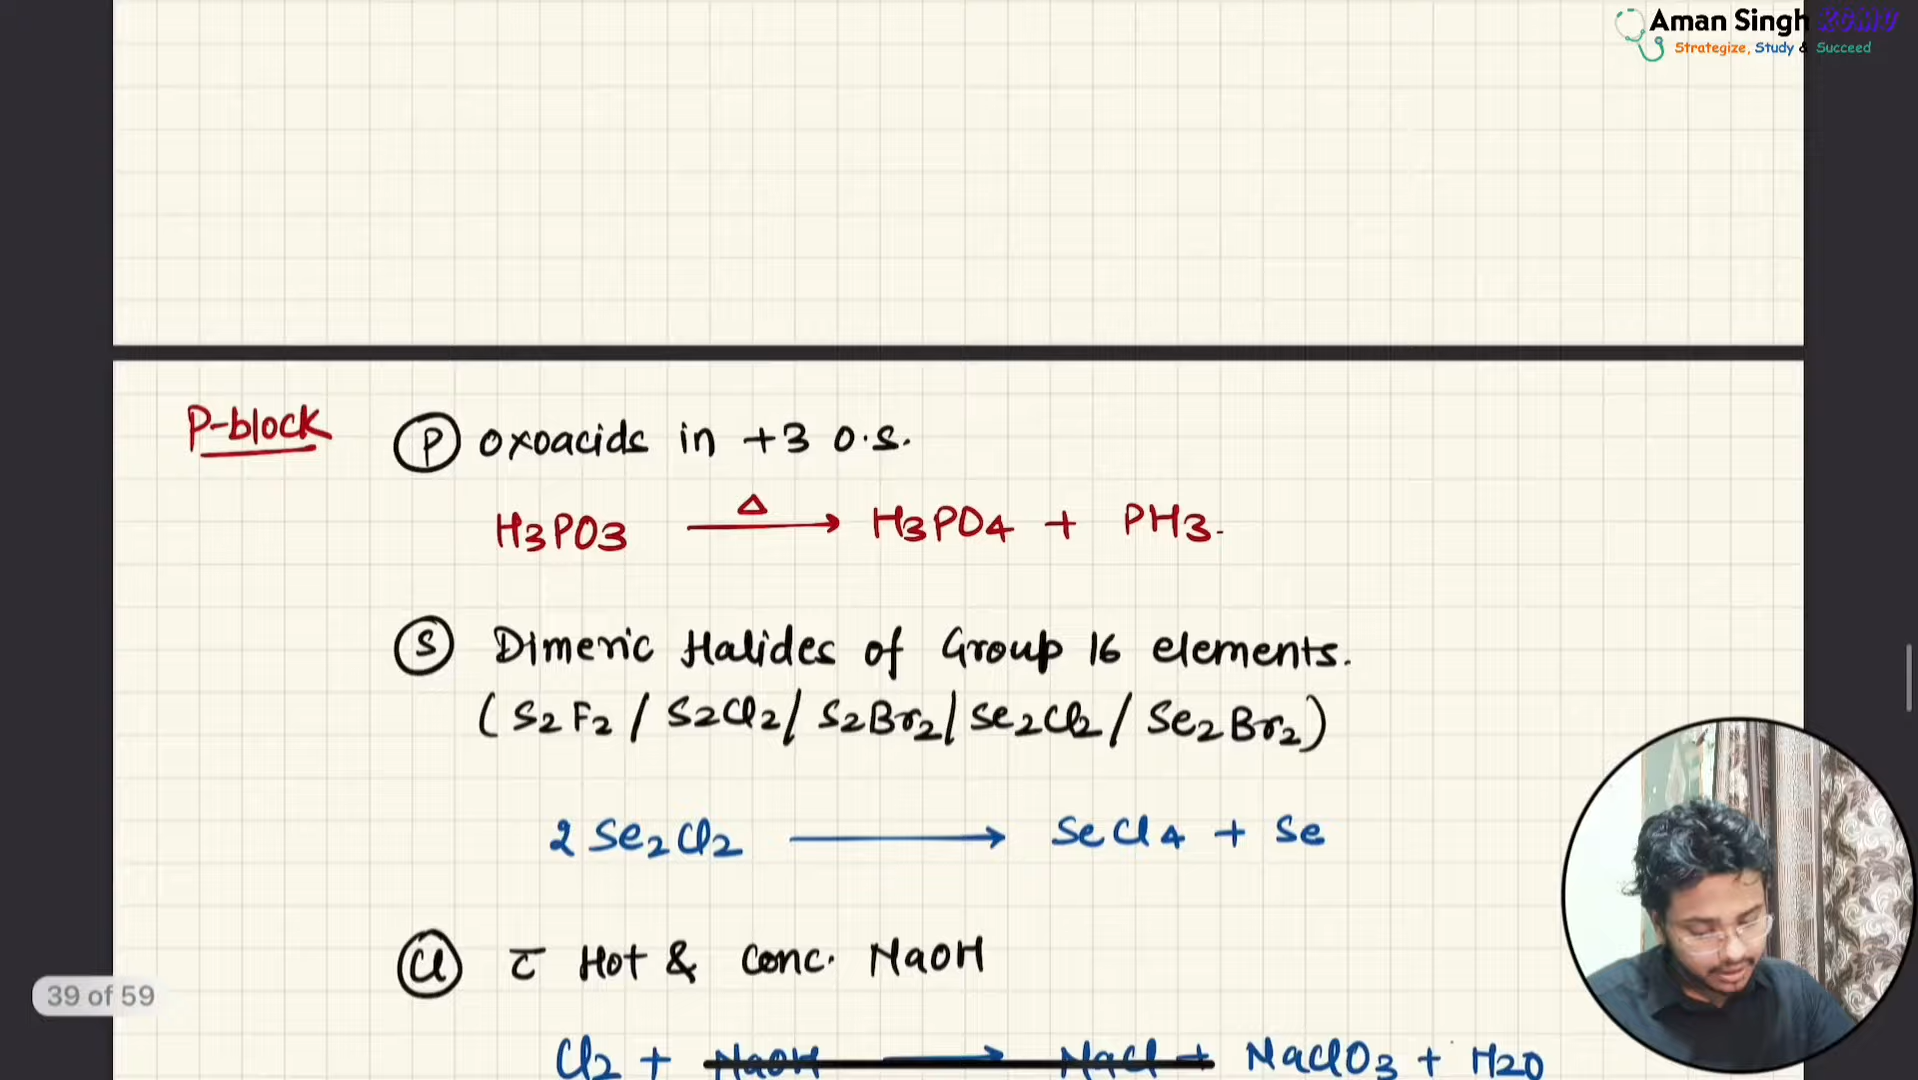 Aman Singh KGMU
Strategize, Study & Succeed
P-block
(P) oxoacids in +3 o.s.
H3PO3 —Δ→ H3PO4 + PH3.
(S) Dimeric Halides of Group 16 elements.
(S2F2 / S2Cl2 / S2Br2 / Se2Cl2 / Se2Br2)
2 Se2Cl2 ⟶ SeCl4 + Se
(Cl) c̄ Hot & Conc. NaOH
Cl2 + NaOH ⟶ NaCl + NaClO3 + H2O
39 of 59